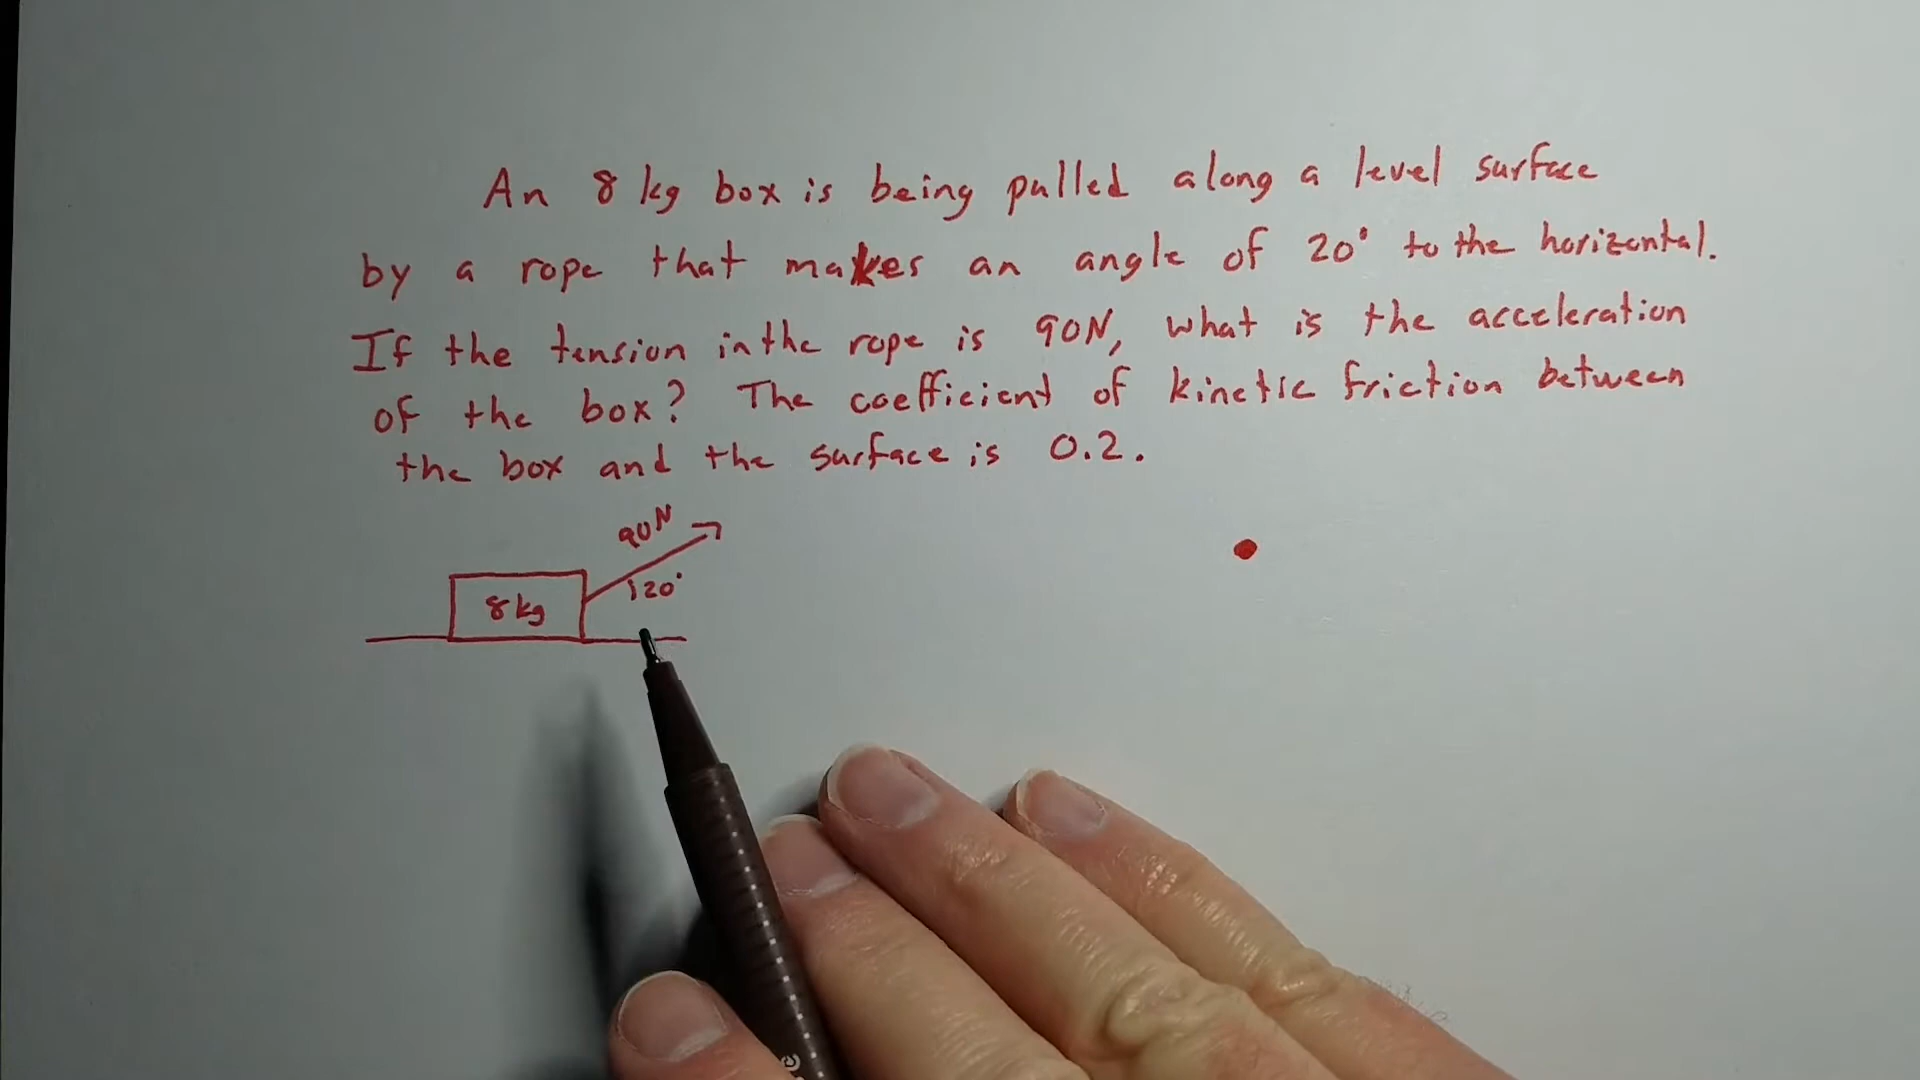 An 8 kg box is being pulled along a level surface
by a rope that makes an angle of 20° to the horizontal.
If the tension in the rope is 90N, what is the acceleration
of the box? The coefficient of kinetic friction between
the box and the surface is 0.2.
90N
20°
8kg